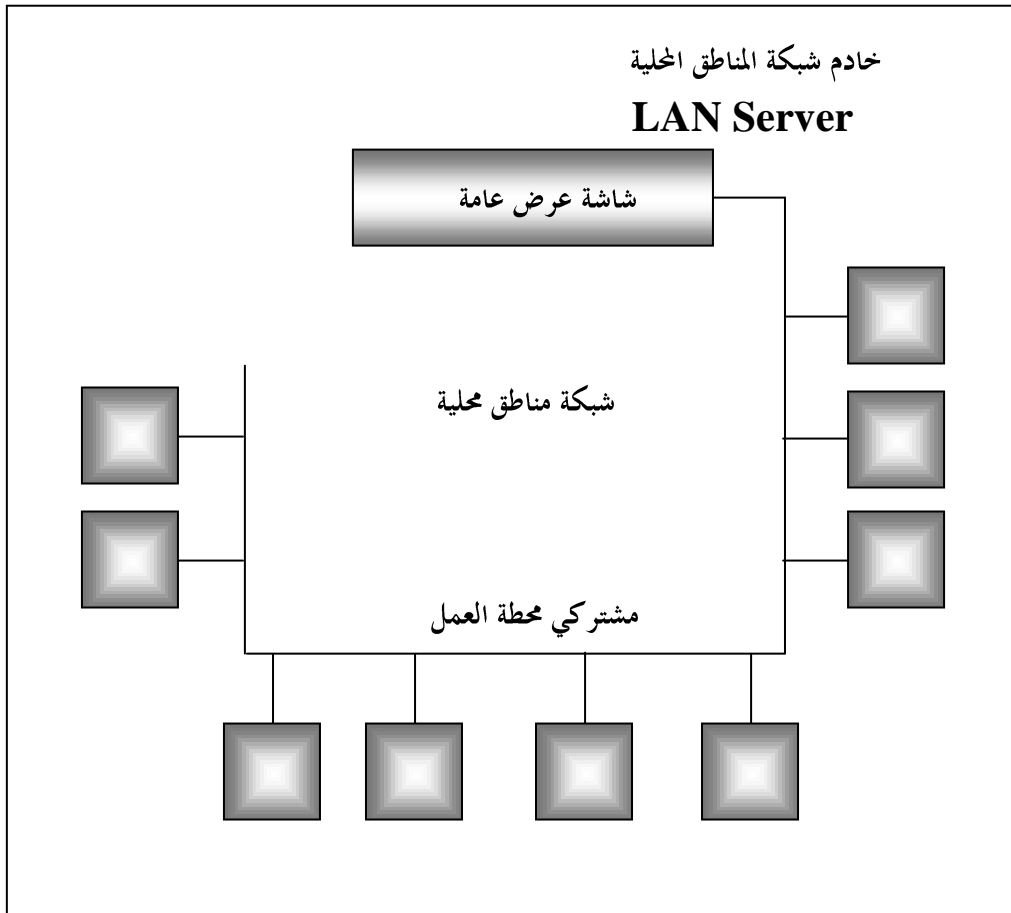 خادم شبكة المناطق المحلية
LAN Server
شاشة عرض عامة
شبكة مناطق محلية
مشتركي محطة العمل